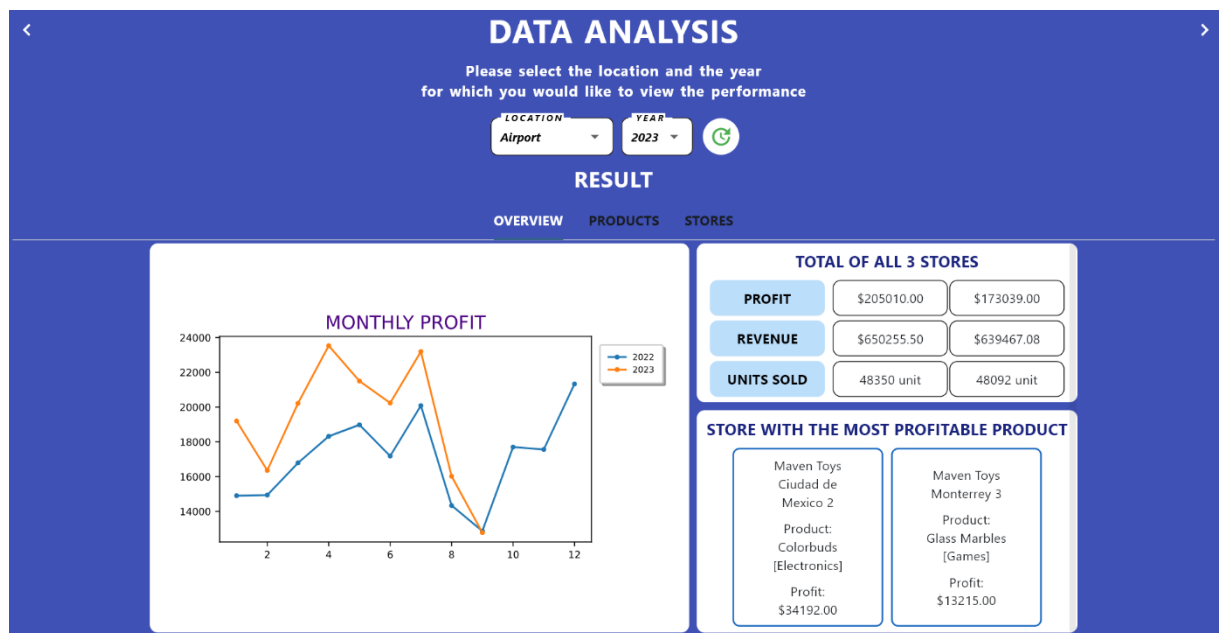 DATA ANALYSIS
Please select the location and the year
for which you would like to view the performance
LOCATION
Airport
YEAR
2023
RESULT
OVERVIEW PRODUCTS STORES
MONTHLY PROFIT
24000
22000
20000
18000
16000
14000
2 4 6 8 10 12
2022
2023
TOTAL OF ALL 3 STORES
PROFIT $205010.00 $173039.00
REVENUE $650255.50 $639467.08
UNITS SOLD 48350 unit 48092 unit
STORE WITH THE MOST PROFITABLE PRODUCT
Maven Toys
Ciudad de
Mexico 2
Product:
Colorbuds
[Electronics]
Profit:
$34192.00
Maven Toys
Monterrey 3
Product:
Glass Marbles
[Games]
Profit:
$13215.00